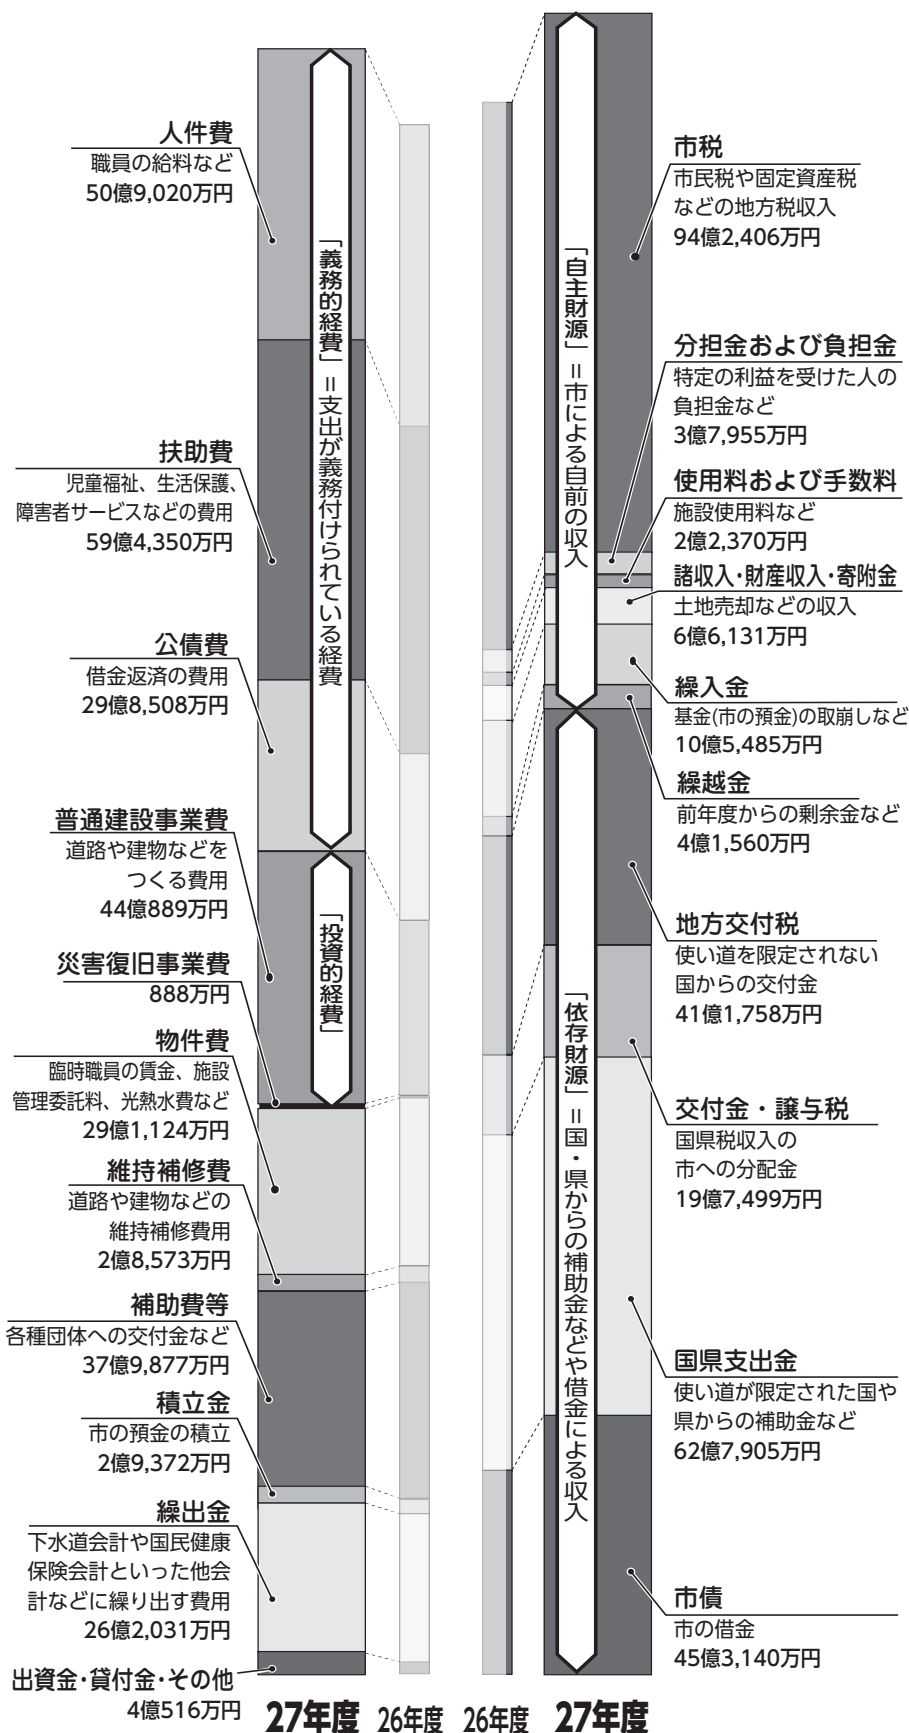 人件費
職員の給料など
50億9,020万円
扶助費
児童福祉、生活保護、
障害者サービスなどの費用
59億4,350万円
公債費
借金返済の費用
29億8,508万円
普通建設事業費
道路や建物などを
つくる費用
44億889万円
災害復旧事業費
888万円
物件費
臨時職員の賃金、施設
管理委託料、光熱水費など
29億1,124万円
維持補修費
道路や建物などの
維持補修費用
2億8,573万円
補助費等
各種団体への交付金など
37億9,877万円
積立金
市の預金の積立
2億9,372万円
繰出金
下水道会計や国民健康
保険会計といった他会
計などに繰り出す費用
26億2,031万円
出資金・貸付金・その他
4億516万円
「義務的経費」=支出が義務付けられている経費
「投資的経費」
「自主財源」=市による自前の収入
「依存財源」=国・県からの補助金などや借金による収入
市税
市民税や固定資産税
などの地方税収入
94億2,406万円
分担金および負担金
特定の利益を受けた人の
負担金など
3億7,955万円
使用料および手数料
施設使用料など
2億2,370万円
諸収入・財産収入・寄附金
土地売却などの収入
6億6,131万円
繰入金
基金(市の預金)の取崩しなど
10億5,485万円
繰越金
前年度からの剰余金など
4億1,560万円
地方交付税
使い道を限定されない
国からの交付金
41億1,758万円
交付金・譲与税
国県税収入の
市への分配金
19億7,499万円
国県支出金
使い道が限定された国や
県からの補助金など
62億7,905万円
市債
市の借金
45億3,140万円
27年度 26年度 26年度 27年度